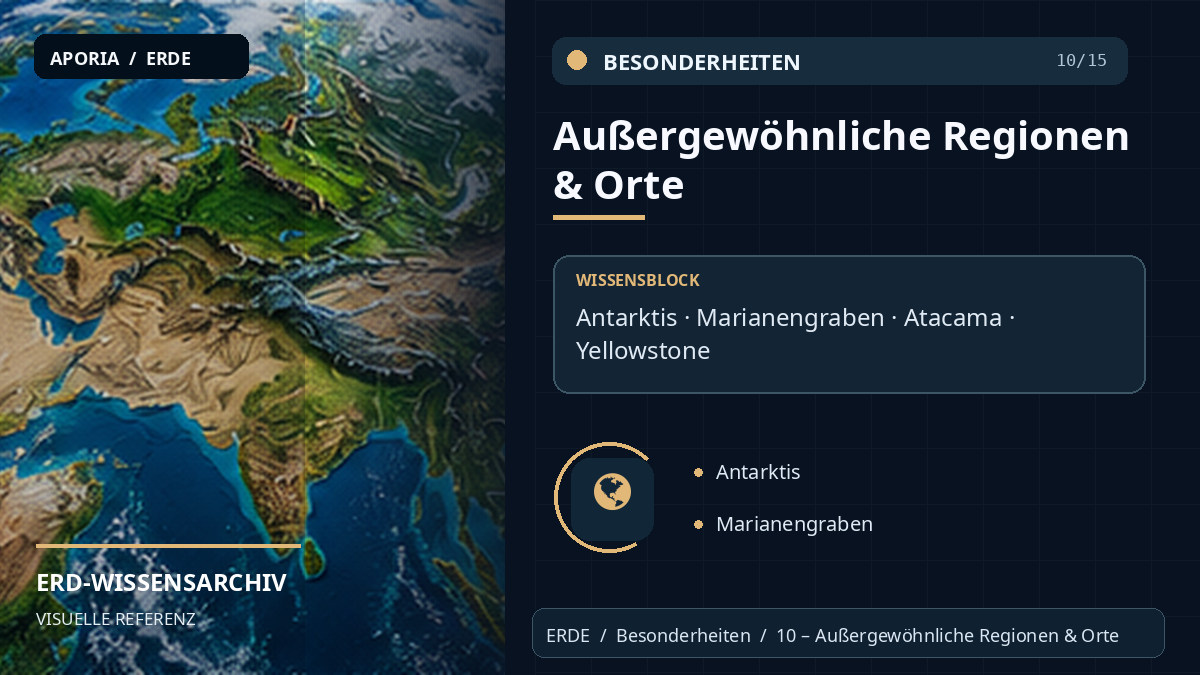 APORIA / ERDE
ERD-WISSENSARCHIV
VISUELLE REFERENZ
BESONDERHEITEN
10/15
Außergewöhnliche Regionen
& Orte
WISSENSBLOCK
Antarktis · Marianengraben · Atacama ·
Yellowstone
Antarktis
Marianengraben
ERDE / Besonderheiten / 10 – Außergewöhnliche Regionen & Orte